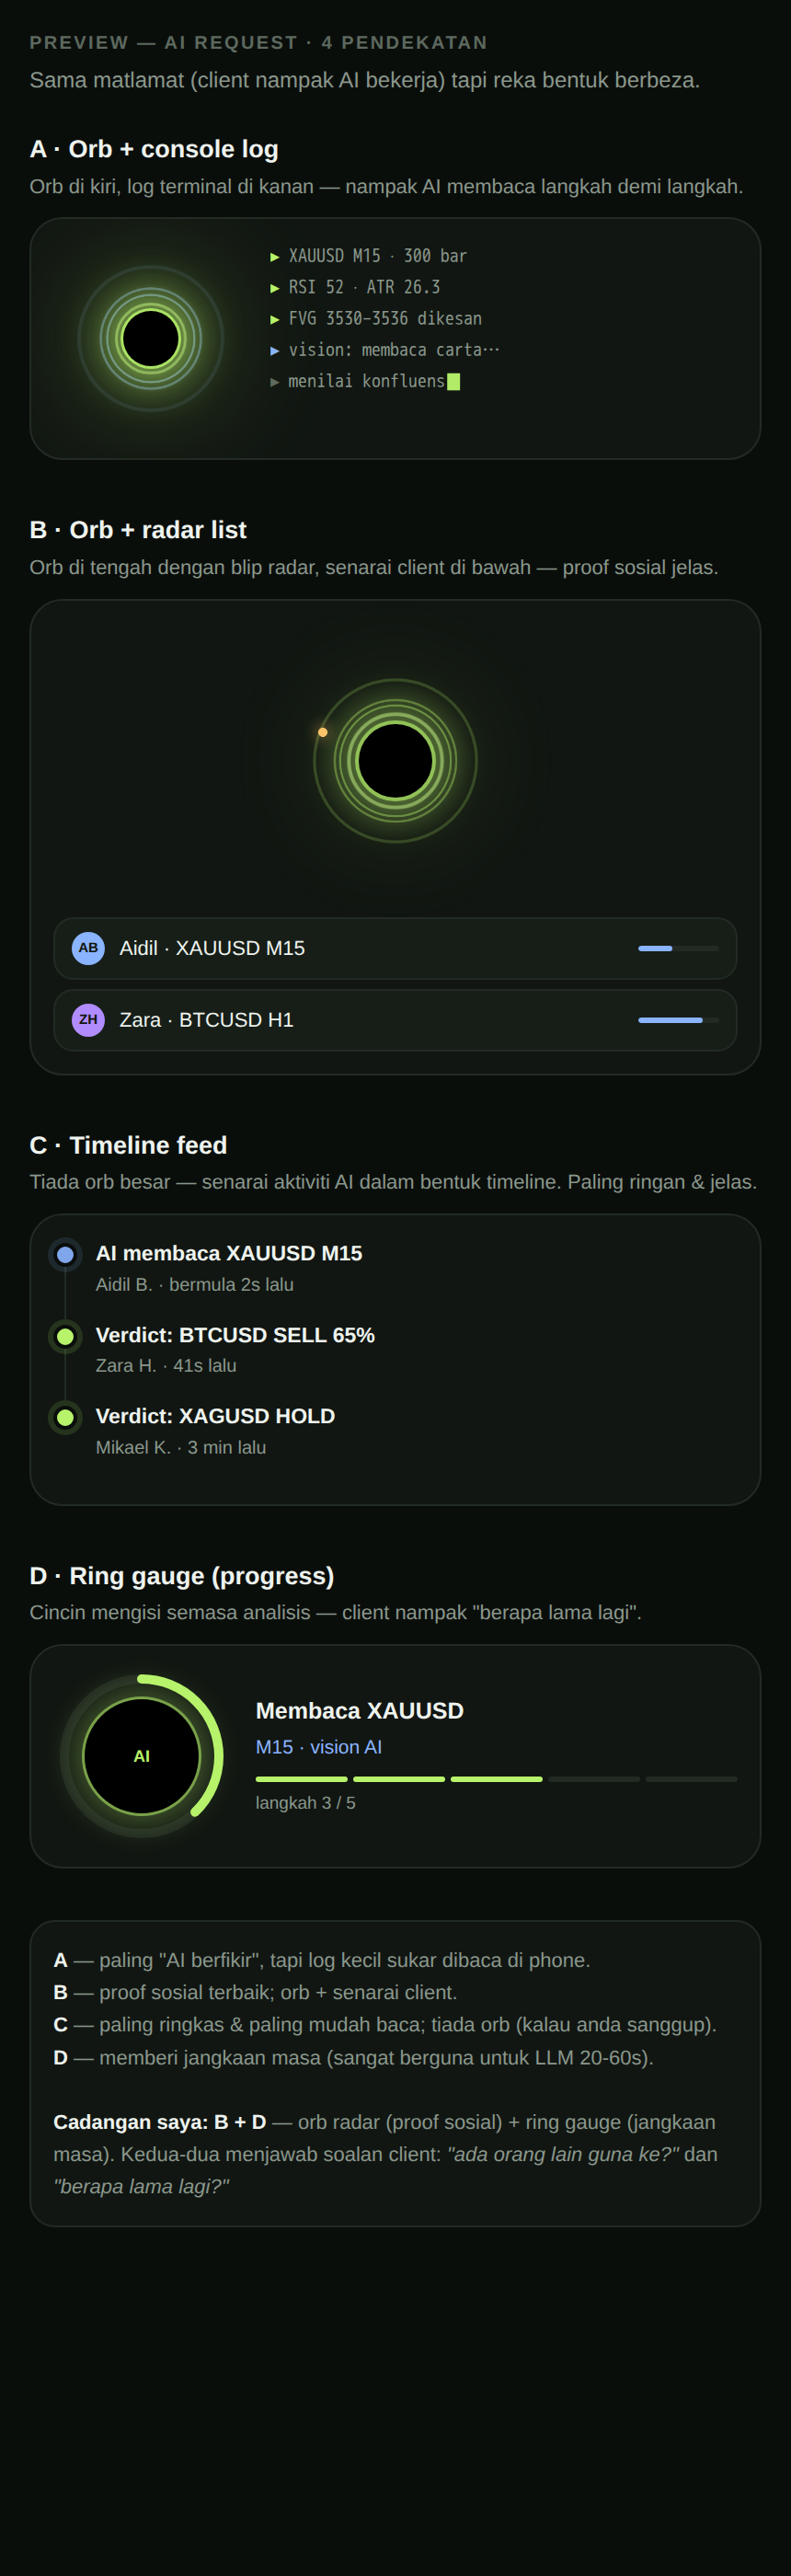 PREVIEW — AI REQUEST · 4 PENDEKATAN
Sama matlamat (client nampak AI bekerja) tapi reka bentuk berbeza.
A · Orb + console log
Orb di kiri, log terminal di kanan — nampak AI membaca langkah demi langkah.
▶ XAUUSD M15 · 300 bar
▶ RSI 52 · ATR 26.3
▶ FVG 3530–3536 dikesan
▶ vision: membaca carta⋯
▶ menilai konfluens
B · Orb + radar list
Orb di tengah dengan blip radar, senarai client di bawah — proof sosial jelas.
AB Aidil · XAUUSD M15
ZH Zara · BTCUSD H1
C · Timeline feed
Tiada orb besar — senarai aktiviti AI dalam bentuk timeline. Paling ringan & jelas.
AI membaca XAUUSD M15
Aidil B. · bermula 2s lalu
Verdict: BTCUSD SELL 65%
Zara H. · 41s lalu
Verdict: XAGUSD HOLD
Mikael K. · 3 min lalu
D · Ring gauge (progress)
Cincin mengisi semasa analisis — client nampak "berapa lama lagi".
AI
Membaca XAUUSD
M15 · vision AI
langkah 3 / 5
A — paling "AI berfikir", tapi log kecil sukar dibaca di phone.
B — proof sosial terbaik; orb + senarai client.
C — paling ringkas & paling mudah baca; tiada orb (kalau anda sanggup).
D — memberi jangkaan masa (sangat berguna untuk LLM 20-60s).
Cadangan saya: B + D — orb radar (proof sosial) + ring gauge (jangkaan
masa). Kedua-dua menjawab soalan client: "ada orang lain guna ke?" dan
"berapa lama lagi?"